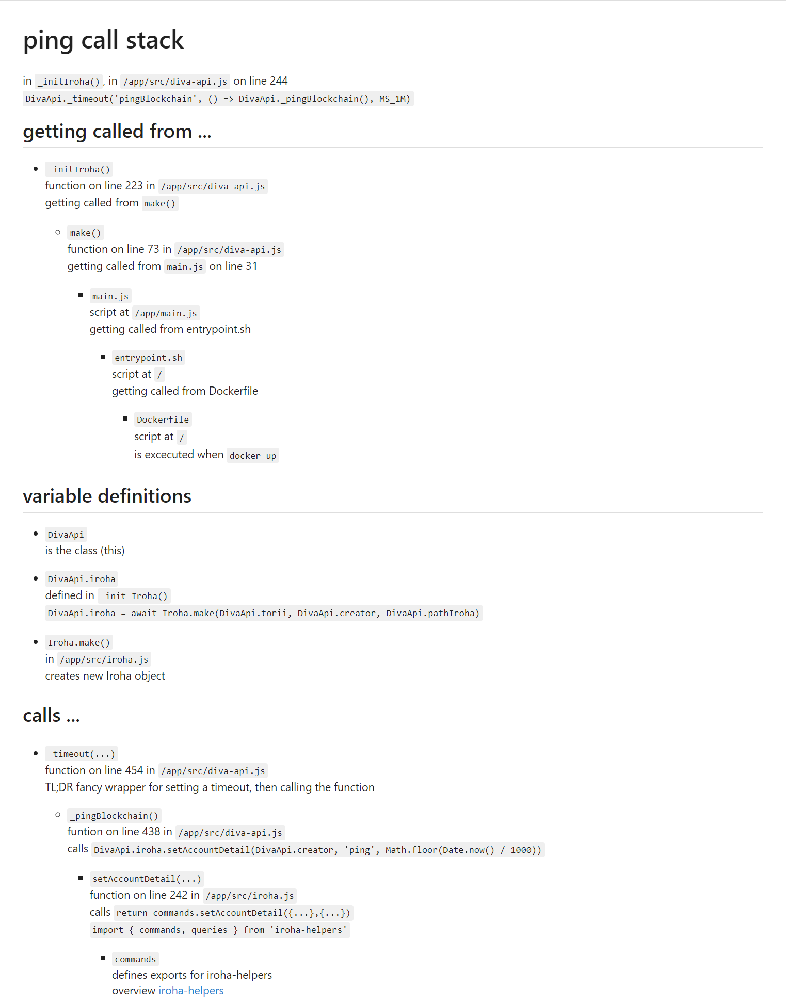 ping call stack
in _initIroha(), in /app/src/diva-api.js on line 244
DivaApi._timeout('pingBlockchain', () => DivaApi._pingBlockchain(), MS_1M)
getting called from ...
_initIroha()
function on line 223 in /app/src/diva-api.js
getting called from make()
make()
function on line 73 in /app/src/diva-api.js
getting called from main.js on line 31
main.js
script at /app/main.js
getting called from entrypoint.sh
entrypoint.sh
script at /
getting called from Dockerfile
Dockerfile
script at /
is excecuted when docker up
variable definitions
DivaApi
is the class (this)
DivaApi.iroha
defined in _init_Iroha()
DivaApi.iroha = await Iroha.make(DivaApi.torii, DivaApi.creator, DivaApi.pathIroha)
Iroha.make()
in /app/src/iroha.js
creates new Iroha object
calls ...
_timeout(...)
function on line 454 in /app/src/diva-api.js
TL;DR fancy wrapper for setting a timeout, then calling the function
_pingBlockchain()
funtion on line 438 in /app/src/diva-api.js
calls DivaApi.iroha.setAccountDetail(DivaApi.creator, 'ping', Math.floor(Date.now() / 1000))
setAccountDetail(...)
function on line 242 in /app/src/iroha.js
calls return commands.setAccountDetail({...},{...})
import { commands, queries } from 'iroha-helpers'
commands
defines exports for iroha-helpers
overview iroha-helpers